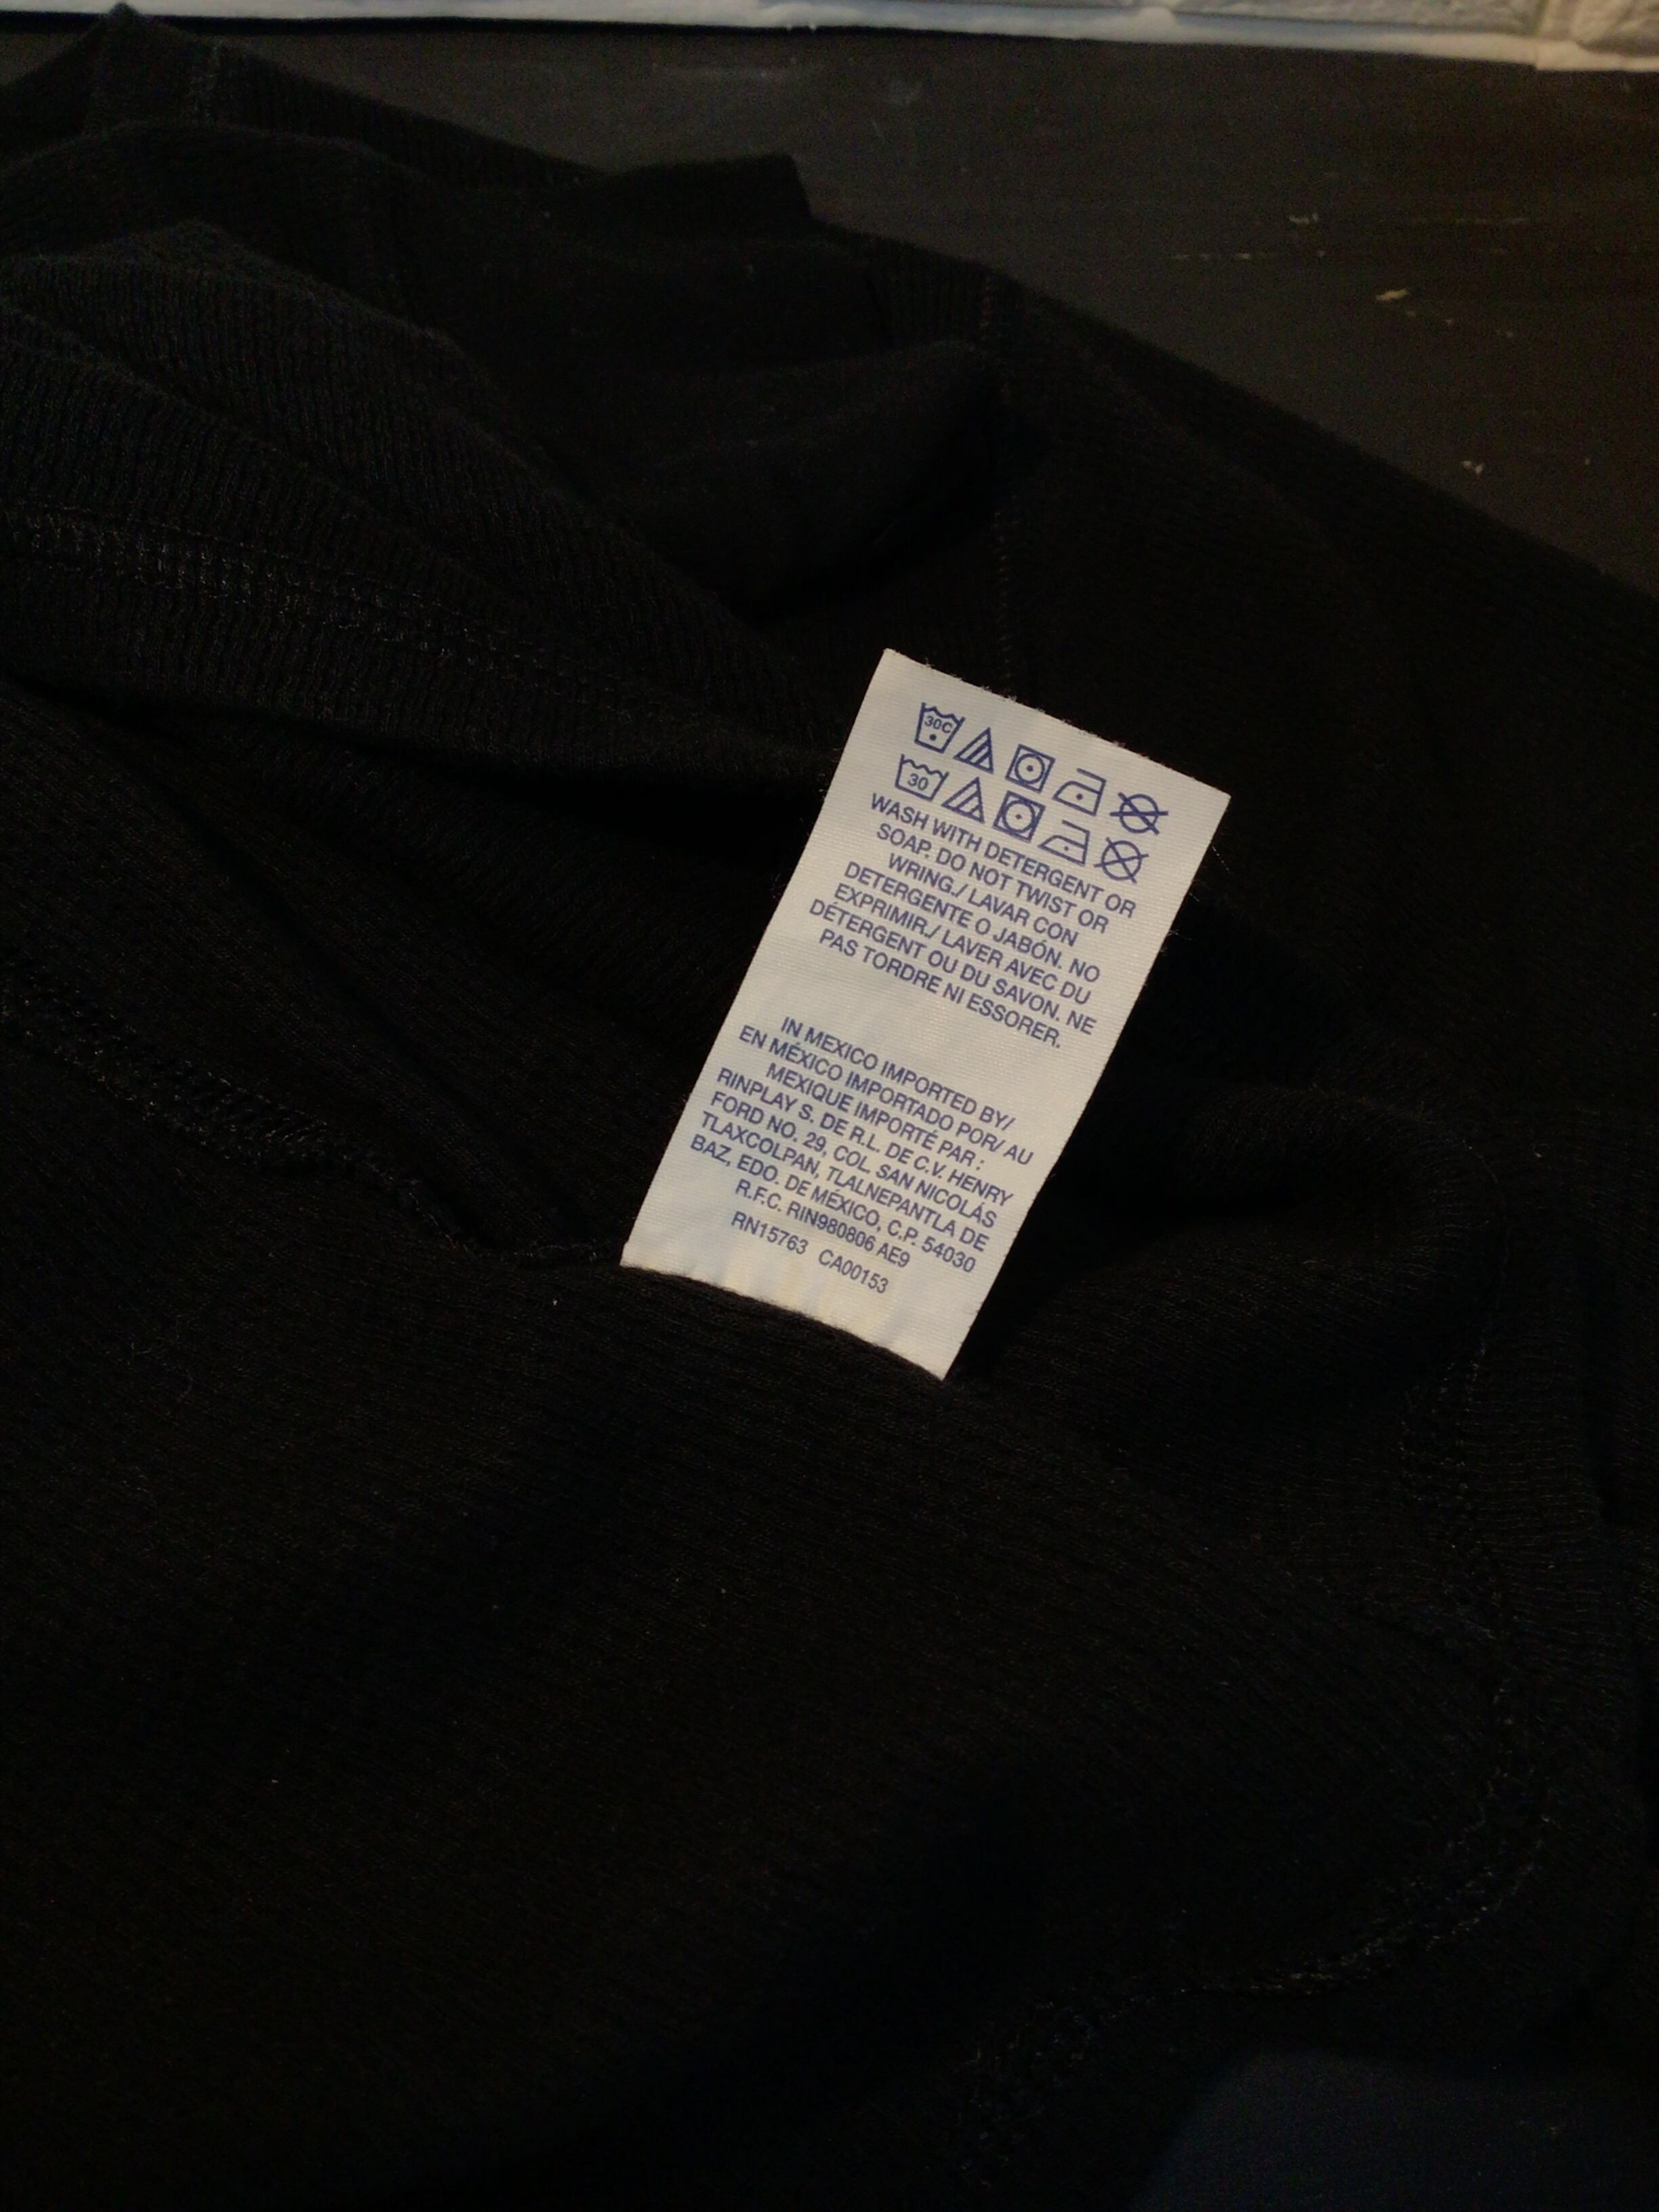 30C
30
WASH WITH DETERGENT OR
SOAP. DO NOT TWIST OR
WRING./ LAVAR CON
DETERGENTE O JABÓN. NO
EXPRIMIR./ LAVER AVEC DU
DÉTERGENT OU DU SAVON. NE
PAS TORDRE NI ESSORER.
IN MEXICO IMPORTED BY/
EN MÉXICO IMPORTADO POR/ AU
MEXIQUE IMPORTÉ PAR :
RINPLAY S. DE R.L. DE C.V. HENRY
FORD NO. 29, COL. SAN NICOLÁS
TLAXCOLPAN, TLALNEPANTLA DE
BAZ, EDO. DE MÉXICO, C.P. 54030
R.F.C. RIN980806 AE9
RN15763 CA00153